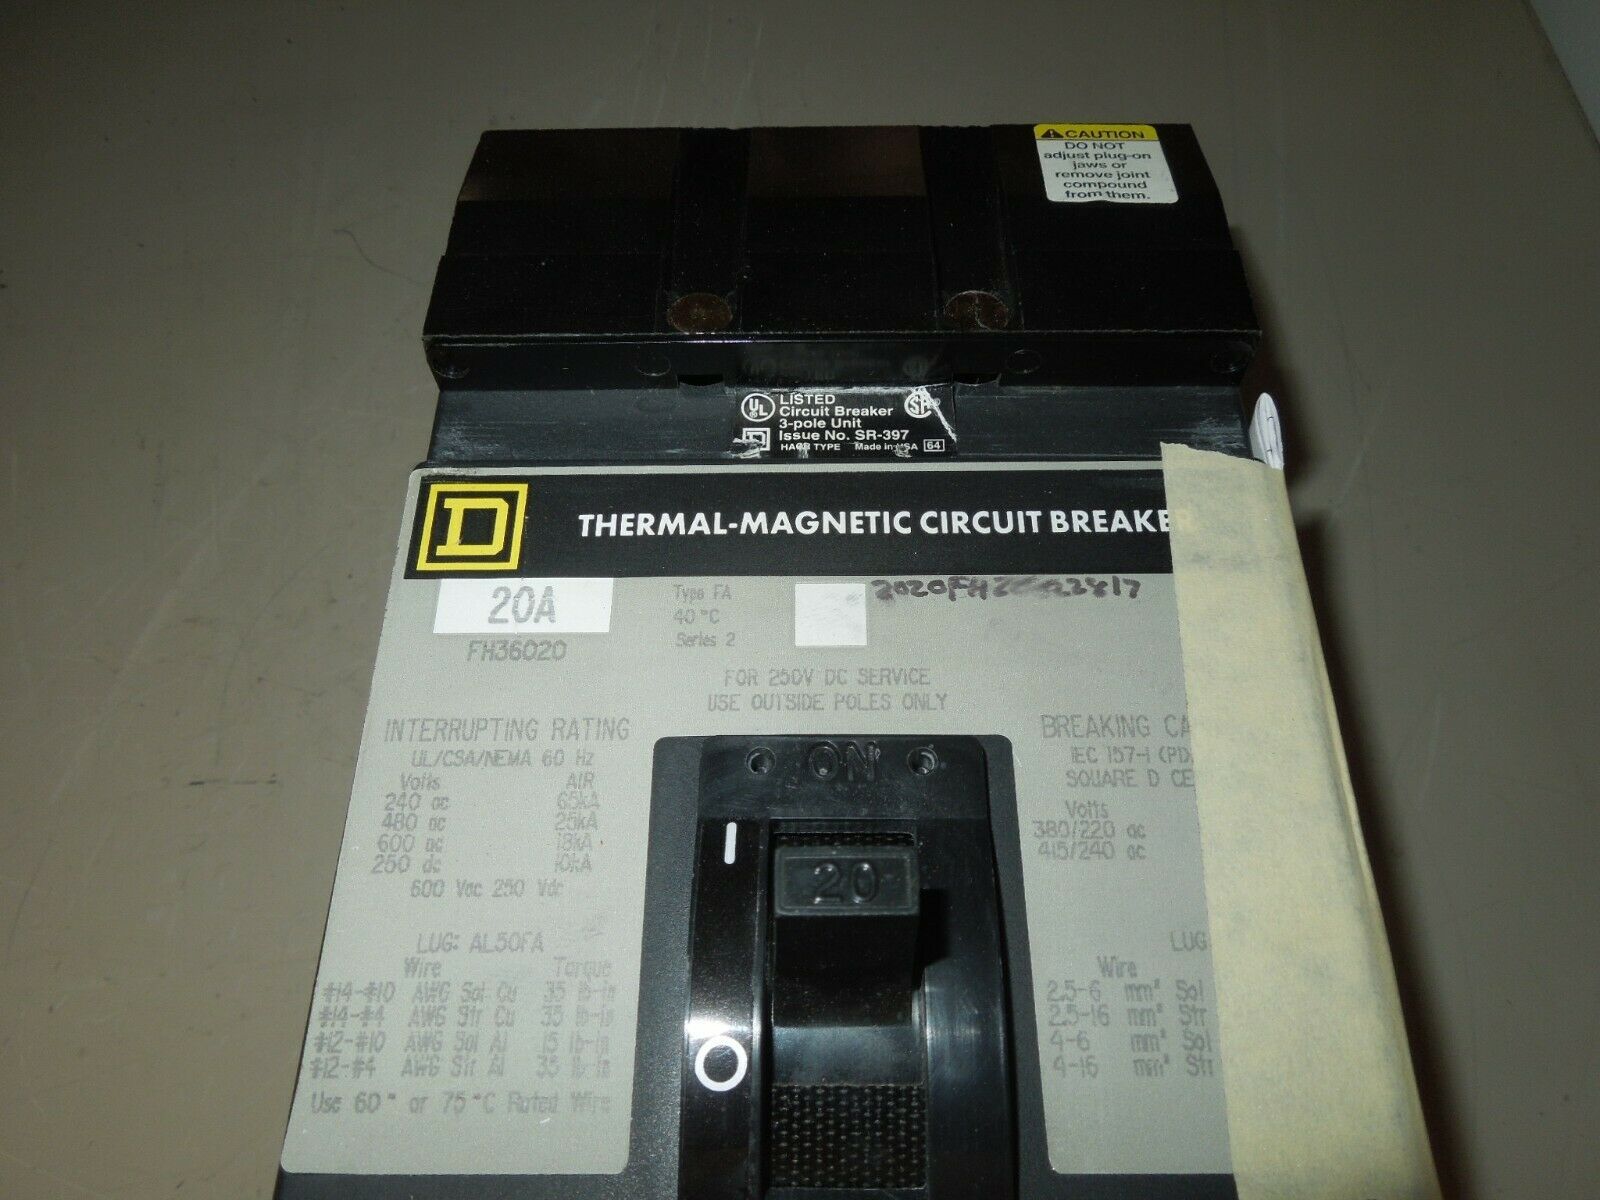 CAUTION
DO NOT
adjust plug-on
jaws or
remove joint
compound
from them.
UL LISTED
Circuit Breaker
3-pole Unit
Issue No. SR-397
HACR TYPE Made in USA 64
D
THERMAL-MAGNETIC CIRCUIT BREAKE
20A
FH36020
Type FA
40°C
Series 2
FOR 250V DC SERVICE
USE OUTSIDE POLES ONLY
INTERRUPTING RATING
UL/CSA/NEMA 60 Hz
Volts AIR
240 ac 65kA
480 ac 25kA
600 ac 18kA
250 dc 10kA
600 Vac 250 Vdc
LUG: AL50FA
Wire Torque
#14-#10 AWG Sol Cu 35 lb-in
#14-#4 AWG Str Cu 35 lb-in
#12-#10 AWG Sol Al 15 lb-in
#12-#4 AWG Str Al 35 lb-in
Use 60° or 75°C Rated Wire
ON
20
BREAKING CA
IEC 157-1 (P1)
SQUARE D CE
Volts
380/220 ac
415/240 ac
LUG
Wire
2.5-6 mm² Sol
2.5-16 mm² Str
4-6 mm² Sol
4-16 mm² Str